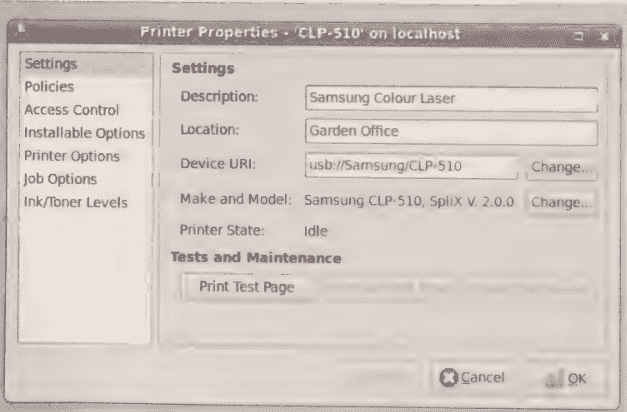 Printer Properties - 'CLP-510' on localhost
Settings
Policies
Access Control
Installable Options
Printer Options
Job Options
Ink/Toner Levels
Settings
Description: Samsung Colour Laser
Location: Garden Office
Device URI: usb://Samsung/CLP-510 Change...
Make and Model: Samsung CLP-510, SpliX V. 2.0.0 Change...
Printer State: Idle
Tests and Maintenance
Print Test Page
Cancel OK